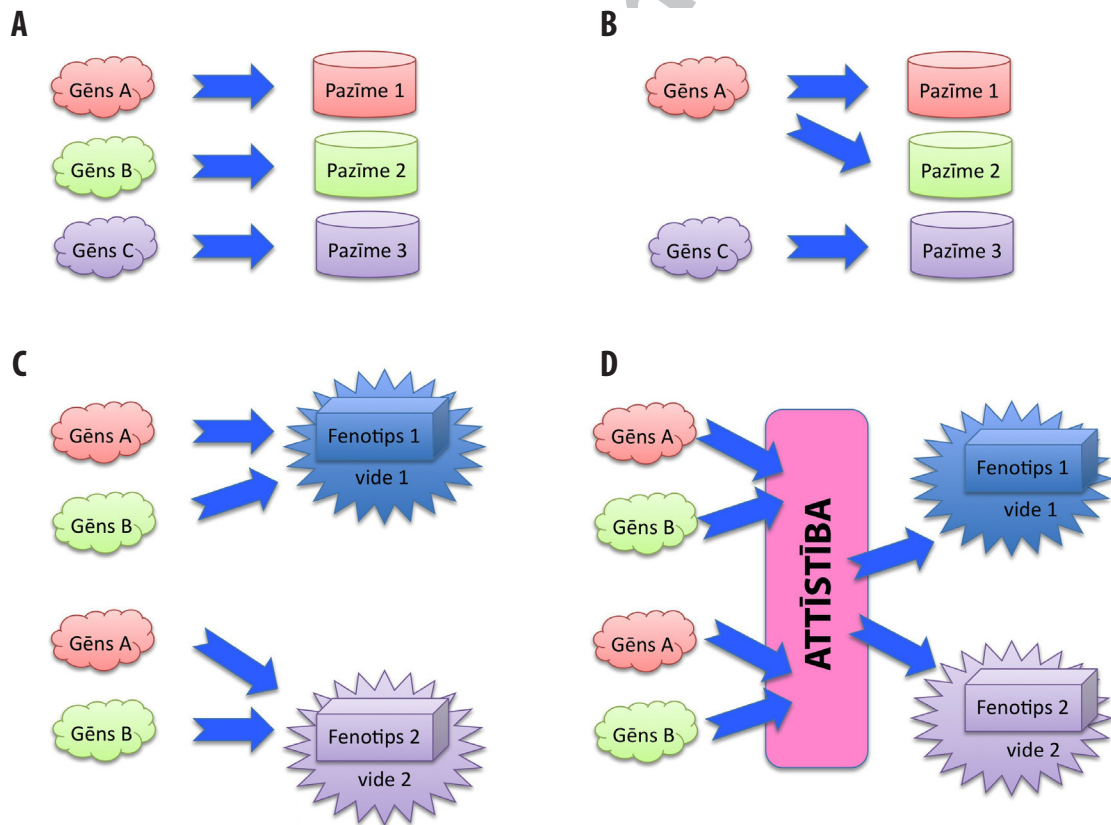 A
Gēns A
Pazīme 1
Gēns B
Pazīme 2
Gēns C
Pazīme 3
B
Gēns A
Pazīme 1
Pazīme 2
Gēns C
Pazīme 3
C
Gēns A
Gēns B
Fenotips 1
vide 1
Gēns A
Gēns B
Fenotips 2
vide 2
D
Gēns A
Gēns B
Gēns A
Gēns B
ATTĪSTĪBA
Fenotips 1
vide 1
Fenotips 2
vide 2